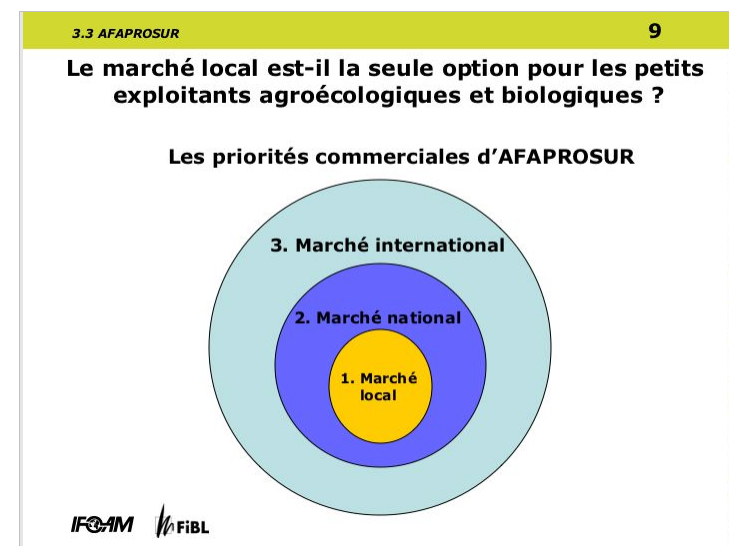 3.3 AFAPROSUR
9
Le marché local est-il la seule option pour les petits
exploitants agroécologiques et biologiques ?
Les priorités commerciales d’AFAPROSUR
3. Marché international
2. Marché national
1. Marché
local
IFOAM
FiBL